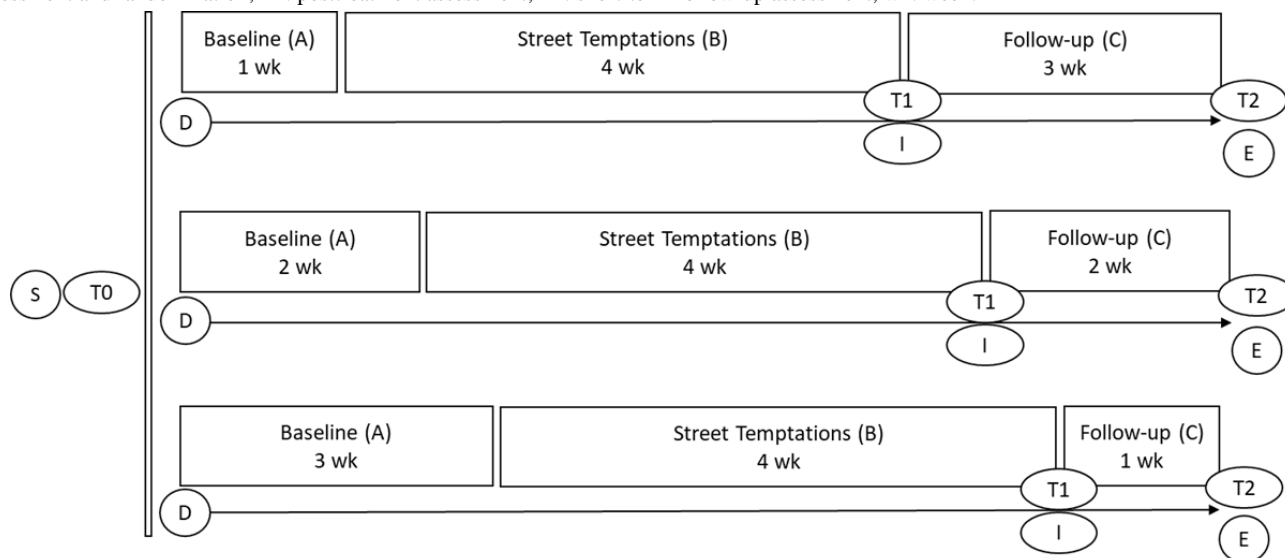 Baseline (A)
1 wk
Street Temptations (B)
4 wk
Follow-up (C)
3 wk
T1
T2
D
I
E
Baseline (A)
2 wk
Street Temptations (B)
4 wk
Follow-up (C)
2 wk
S
T0
T1
T2
D
I
E
Baseline (A)
3 wk
Street Temptations (B)
4 wk
Follow-up (C)
1 wk
T1
T2
D
I
E